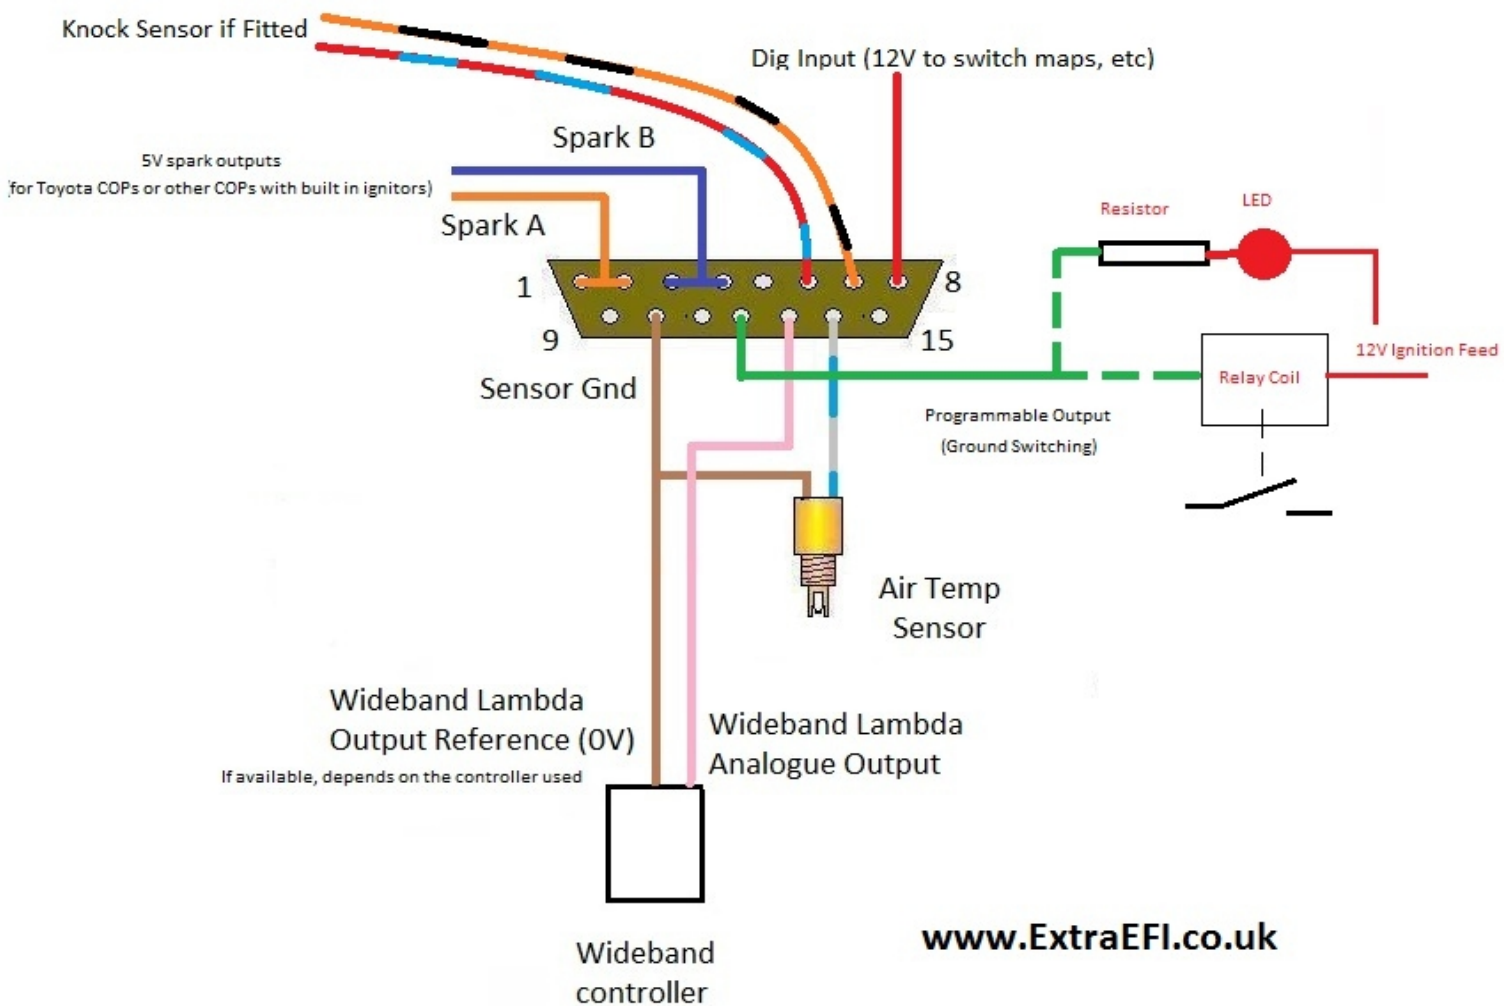 Knock Sensor if Fitted
Dig Input (12V to switch maps, etc)
Spark B
5V spark outputs
(for Toyota COPs or other COPs with built in ignitors)
Spark A
Resistor
LED
1
8
9
15
12V Ignition Feed
Relay Coil
Sensor Gnd
Programmable Output
(Ground Switching)
Air Temp
Sensor
Wideband Lambda
Output Reference (0V)
If available, depends on the controller used
Wideband Lambda
Analogue Output
www.ExtraEFI.co.uk
Wideband
controller